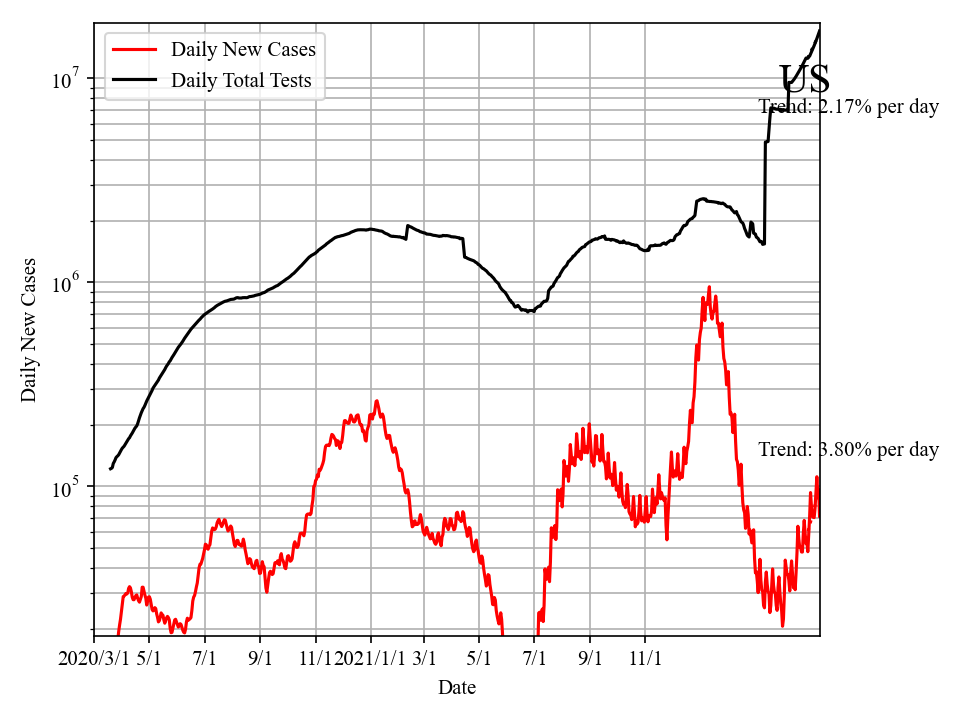 Daily New Cases
Daily Total Tests
US
Trend: 2.17% per day
Trend: 3.80% per day
10^7
10^6
10^5
Daily New Cases
2020/3/1 5/1 7/1 9/1 11/1 2021/1/1 3/1 5/1 7/1 9/1 11/1
Date